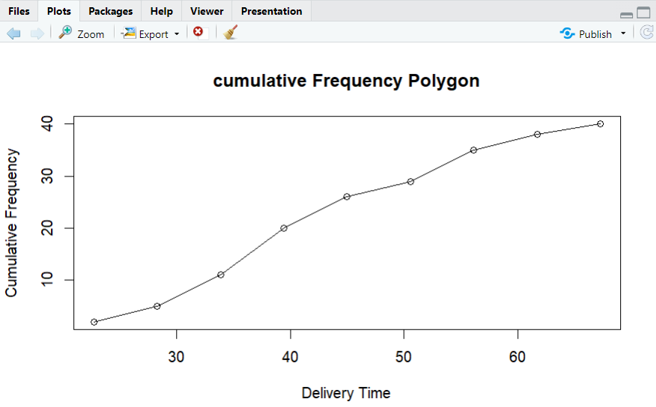 Files Plots Packages Help Viewer Presentation
Zoom Export Publish
cumulative Frequency Polygon
Cumulative Frequency
40
30
20
10
30 40 50 60
Delivery Time